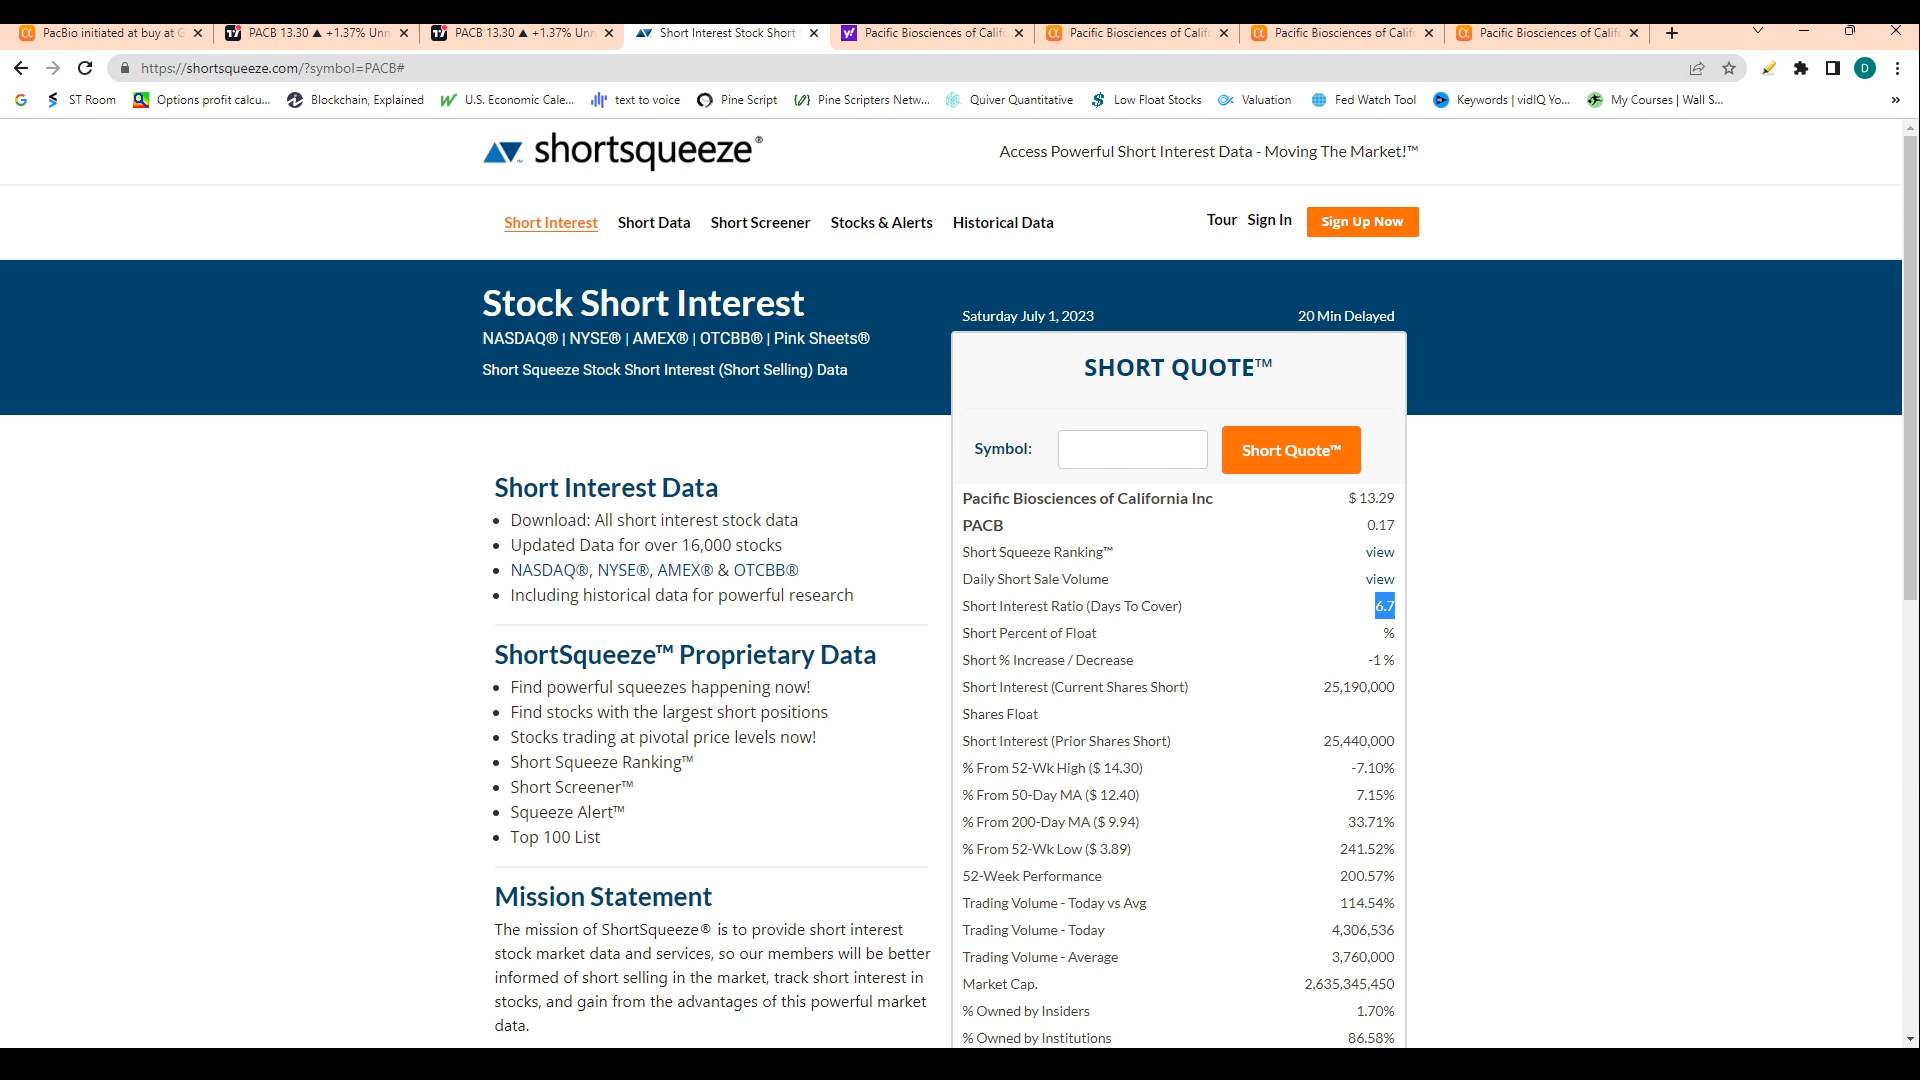 PacBio initiated at buy at G
PACB 13.30 ▲ +1.37% Unn
PACB 13.30 ▲ +1.37% Unn
Short Interest Stock Short
Pacific Biosciences of Calif
Pacific Biosciences of Calif
Pacific Biosciences of Calif
Pacific Biosciences of Calif
https://shortsqueeze.com/?symbol=PACB#
D
ST Room
Options profit calcu...
Blockchain, Explained
U.S. Economic Cale...
text to voice
Pine Script
Pine Scripters Netw...
Quiver Quantitative
Low Float Stocks
Valuation
Fed Watch Tool
Keywords | vidIQ Yo...
My Courses | Wall S...
»
shortsqueeze®
Access Powerful Short Interest Data - Moving The Market!™
Short Interest
Short Data
Short Screener
Stocks & Alerts
Historical Data
Tour
Sign In
Sign Up Now
Stock Short Interest
NASDAQ® | NYSE® | AMEX® | OTCBB® | Pink Sheets®
Short Squeeze Stock Short Interest (Short Selling) Data
Saturday July 1, 2023
20 Min Delayed
SHORT QUOTE™
Symbol:
Short Quote™
Short Interest Data
• Download: All short interest stock data
• Updated Data for over 16,000 stocks
• NASDAQ®, NYSE®, AMEX® & OTCBB®
• Including historical data for powerful research
ShortSqueeze™ Proprietary Data
• Find powerful squeezes happening now!
• Find stocks with the largest short positions
• Stocks trading at pivotal price levels now!
• Short Squeeze Ranking™
• Short Screener™
• Squeeze Alert™
• Top 100 List
Mission Statement
The mission of ShortSqueeze® is to provide short interest
stock market data and services, so our members will be better
informed of short selling in the market, track short interest in
stocks, and gain from the advantages of this powerful market
data.
Pacific Biosciences of California Inc $ 13.29
PACB 0.17
Short Squeeze Ranking™ view
Daily Short Sale Volume view
Short Interest Ratio (Days To Cover) 6.7
Short Percent of Float %
Short % Increase / Decrease -1 %
Short Interest (Current Shares Short) 25,190,000
Shares Float
Short Interest (Prior Shares Short) 25,440,000
% From 52-Wk High ($ 14.30) -7.10%
% From 50-Day MA ($ 12.40) 7.15%
% From 200-Day MA ($ 9.94) 33.71%
% From 52-Wk Low ($ 3.89) 241.52%
52-Week Performance 200.57%
Trading Volume - Today vs Avg 114.54%
Trading Volume - Today 4,306,536
Trading Volume - Average 3,760,000
Market Cap. 2,635,345,450
% Owned by Insiders 1.70%
% Owned by Institutions 86.58%